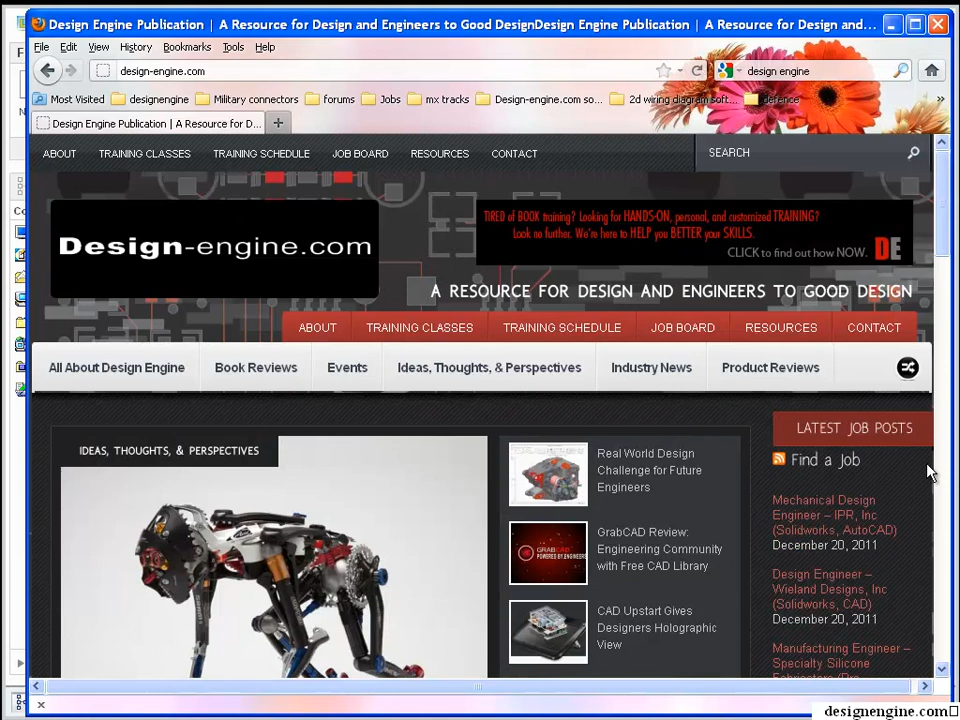 Design Engine Publication | A Resource for Design and Engineers to Good DesignDesign Engine Publication | A Resource for Design and...
File Edit View History Bookmarks Tools Help
design-engine.com
design engine
Most Visited designengine Military connectors forums Jobs mx tracks Design-engine.com so... 2d wiring diagram soft... defence
Design Engine Publication | A Resource for D...
ABOUT TRAINING CLASSES TRAINING SCHEDULE JOB BOARD RESOURCES CONTACT
SEARCH
TIRED of BOOK training? Looking for HANDS-ON, personal, and customized TRAINING?
Look no further. We're here to HELP you BETTER your SKILLS.
CLICK to find out how NOW. DE
Design-engine.com
A RESOURCE FOR DESIGN AND ENGINEERS TO GOOD DESIGN
ABOUT TRAINING CLASSES TRAINING SCHEDULE JOB BOARD RESOURCES CONTACT
All About Design Engine Book Reviews Events Ideas, Thoughts, & Perspectives Industry News Product Reviews
IDEAS, THOUGHTS, & PERSPECTIVES
Real World Design
Challenge for Future
Engineers
GRABCAD
POWERED BY ENGINEERS
GrabCAD Review:
Engineering Community
with Free CAD Library
CAD Upstart Gives
Designers Holographic
View
LATEST JOB POSTS
Find a Job
Mechanical Design
Engineer – IPR, Inc
(Solidworks, AutoCAD)
December 20, 2011
Design Engineer –
Wieland Designs, Inc
(Solidworks, CAD)
December 20, 2011
Manufacturing Engineer –
Specialty Silicone
designengine.com